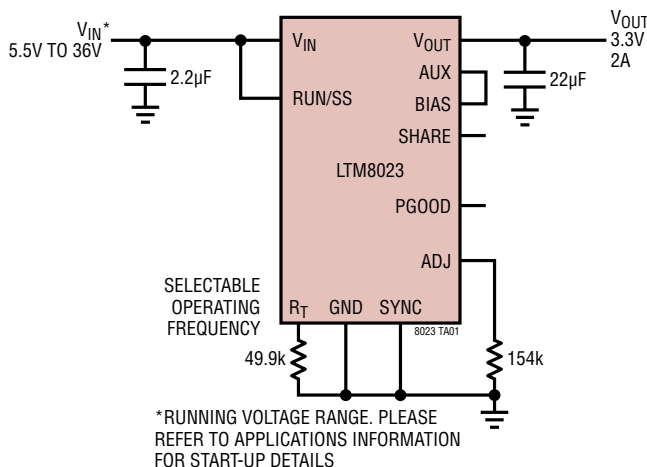 VIN*
5.5V TO 36V
2.2µF
VIN
RUN/SS
VOUT
AUX
BIAS
SHARE
LTM8023
PGOOD
ADJ
RT
GND
SYNC
VOUT
3.3V
2A
22µF
SELECTABLE
OPERATING
FREQUENCY
8023 TA01
49.9k
154k
*RUNNING VOLTAGE RANGE. PLEASE
REFER TO APPLICATIONS INFORMATION
FOR START-UP DETAILS